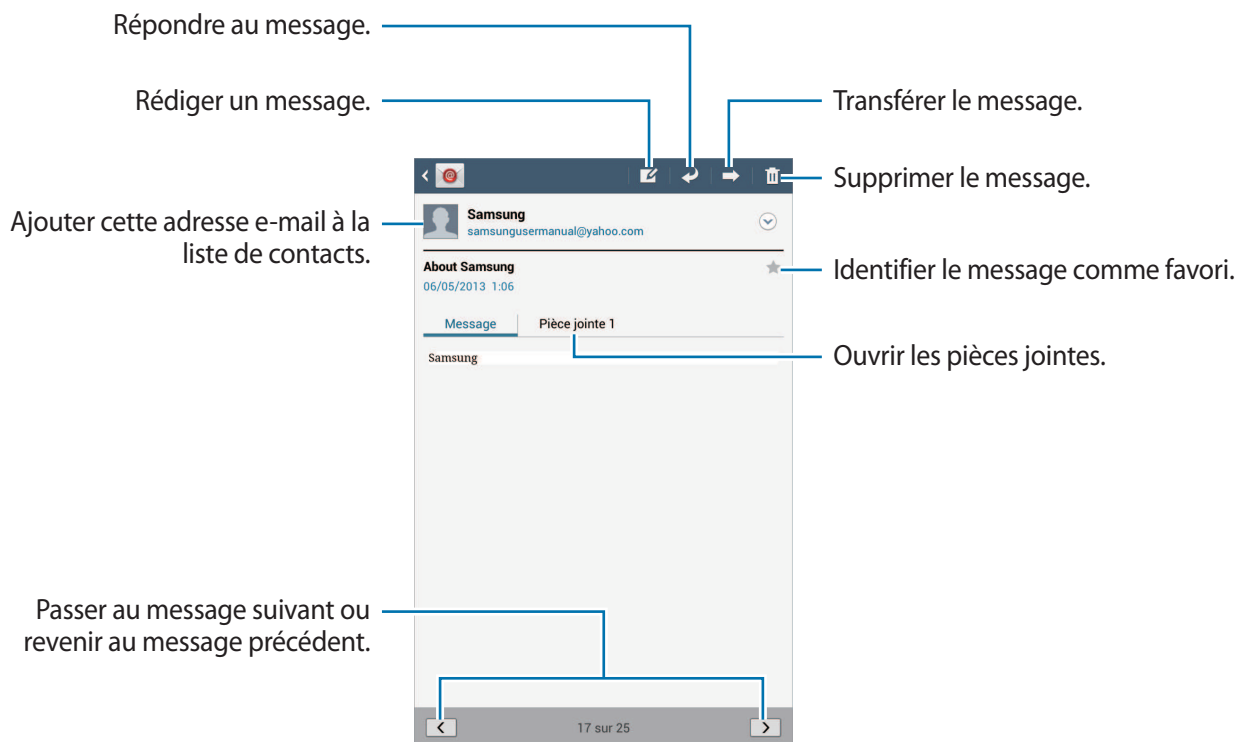 Répondre au message.
Rédiger un message.
Transférer le message.
Supprimer le message.
Ajouter cette adresse e-mail à la
liste de contacts.
Samsung
samsungusermanual@yahoo.com
About Samsung
06/05/2013 1:06
Identifier le message comme favori.
Message
Pièce jointe 1
Ouvrir les pièces jointes.
Samsung
Passer au message suivant ou
revenir au message précédent.
17 sur 25